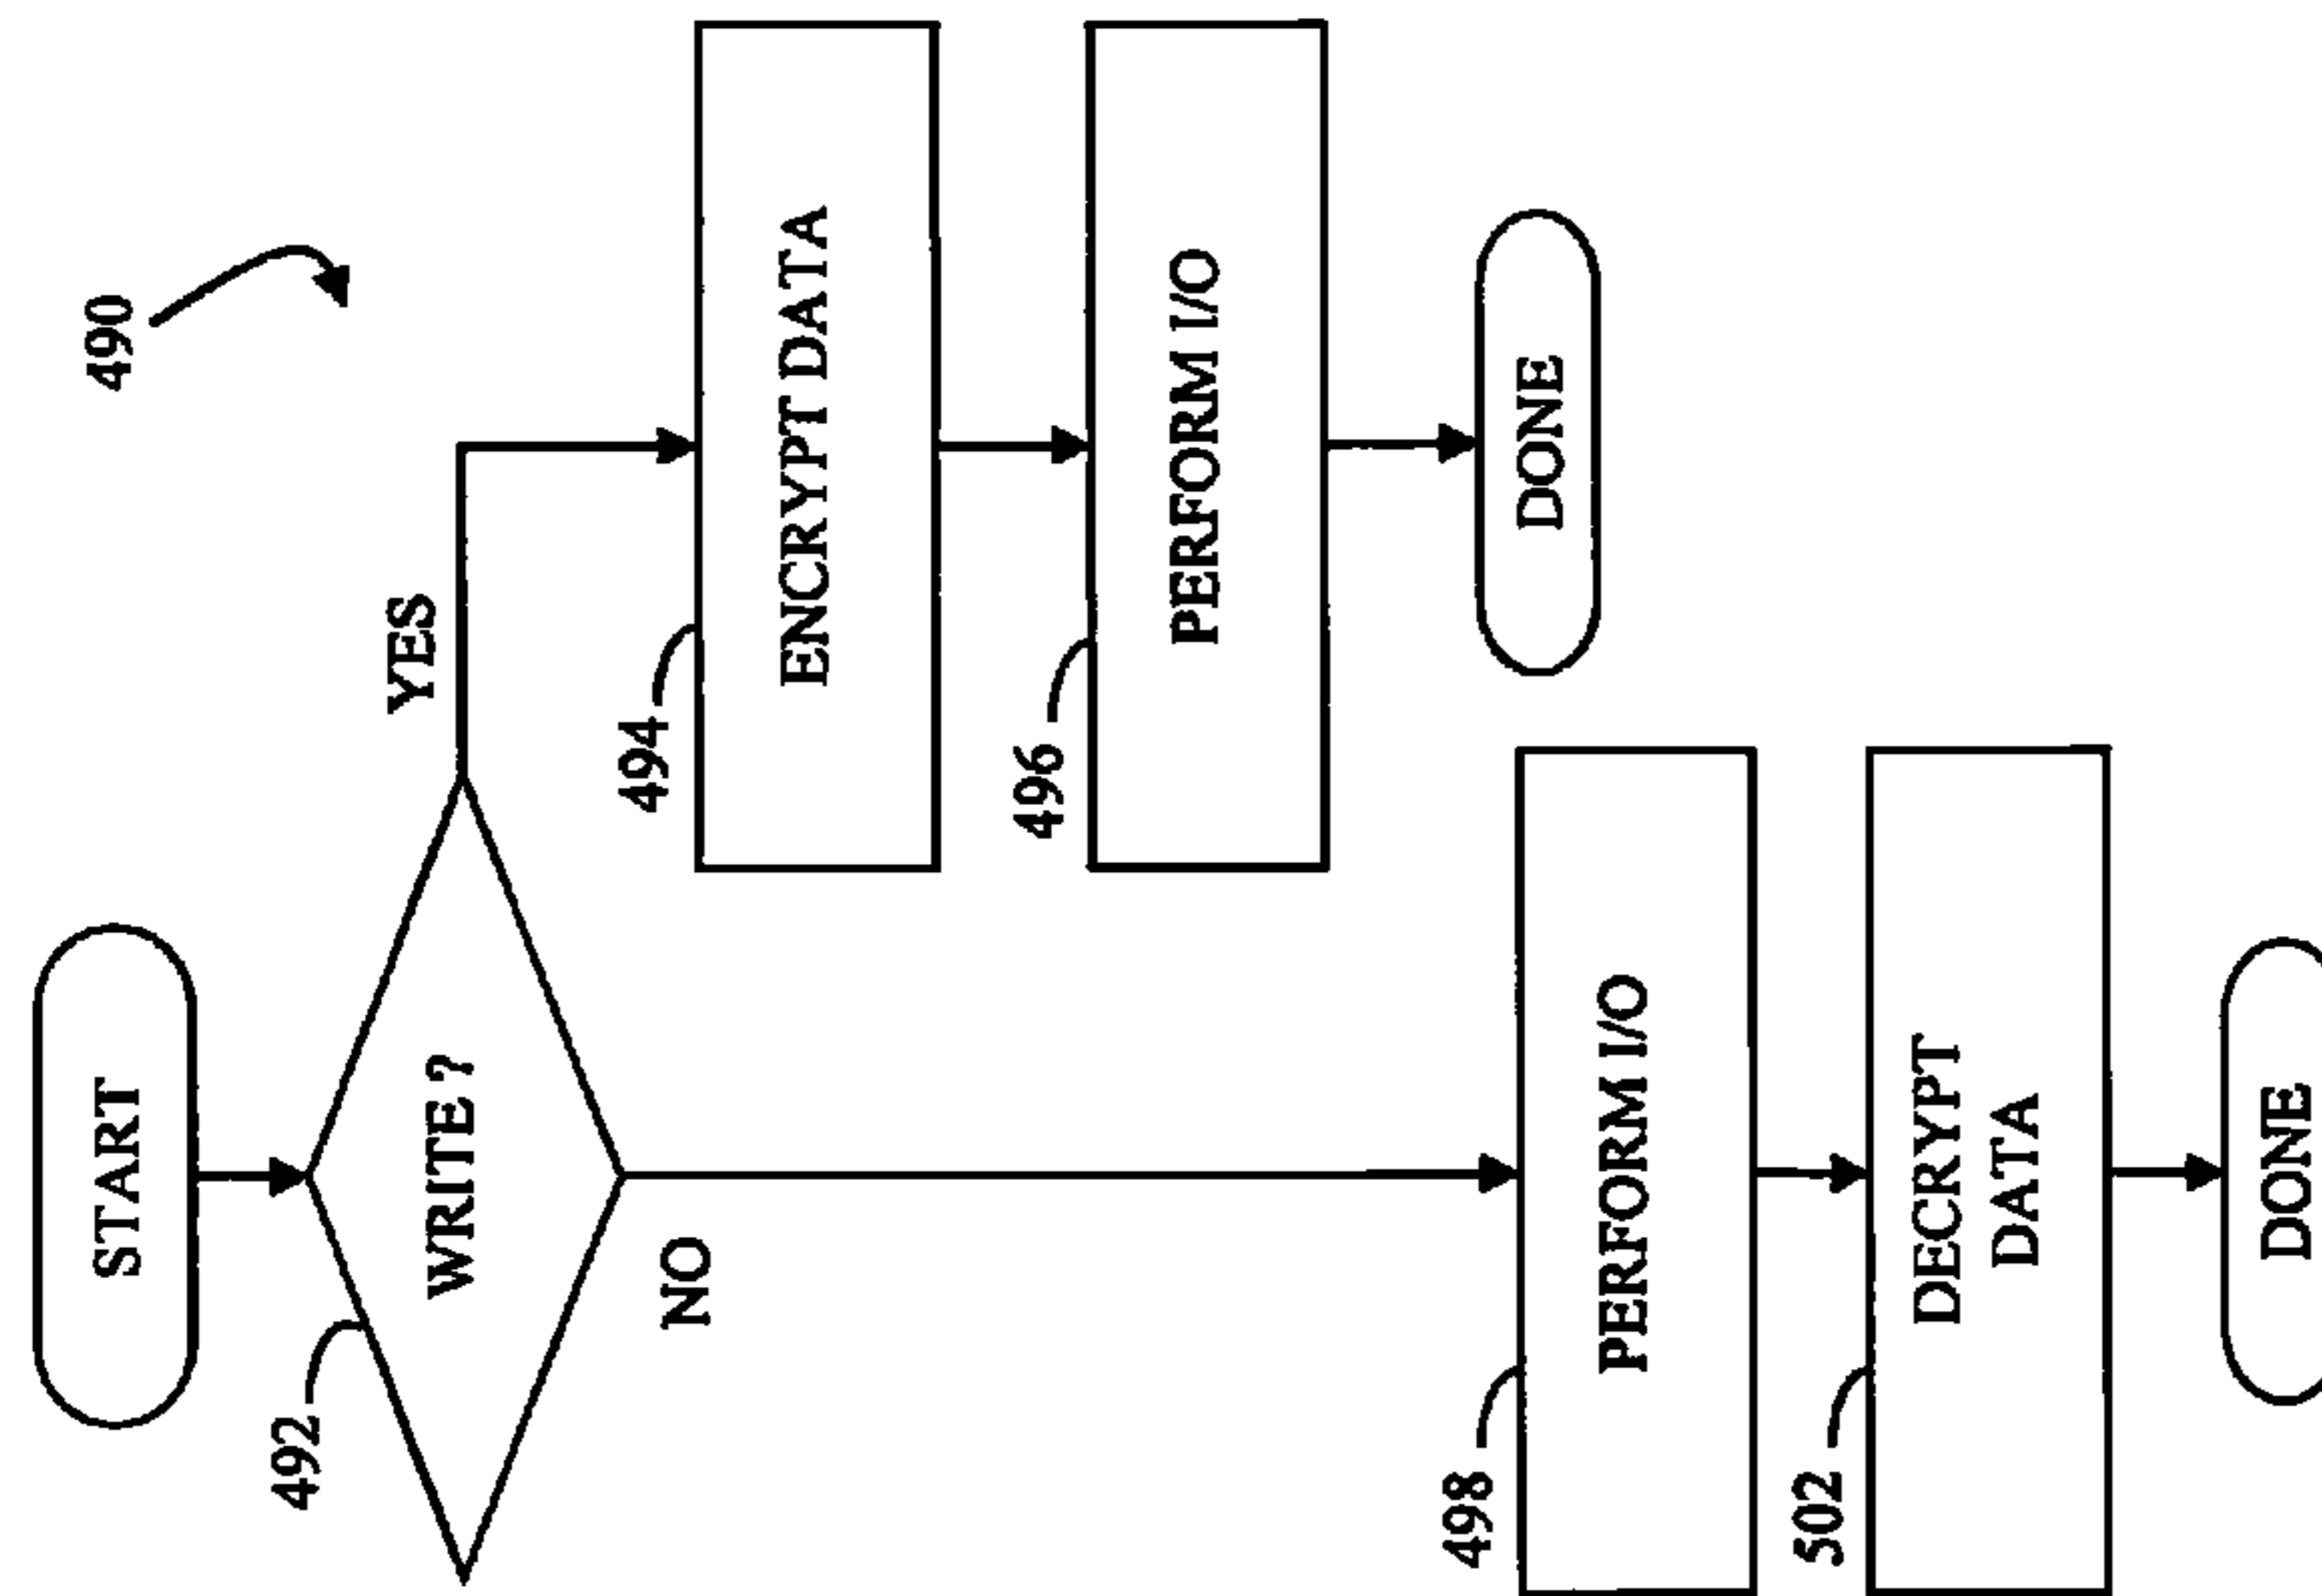 490
START
492
WRITE ?
YES
NO
494
ENCRYPT DATA
496
PERFORM I/O
DONE
498
PERFORM I/O
502
DECRYPT
DATA
DONE